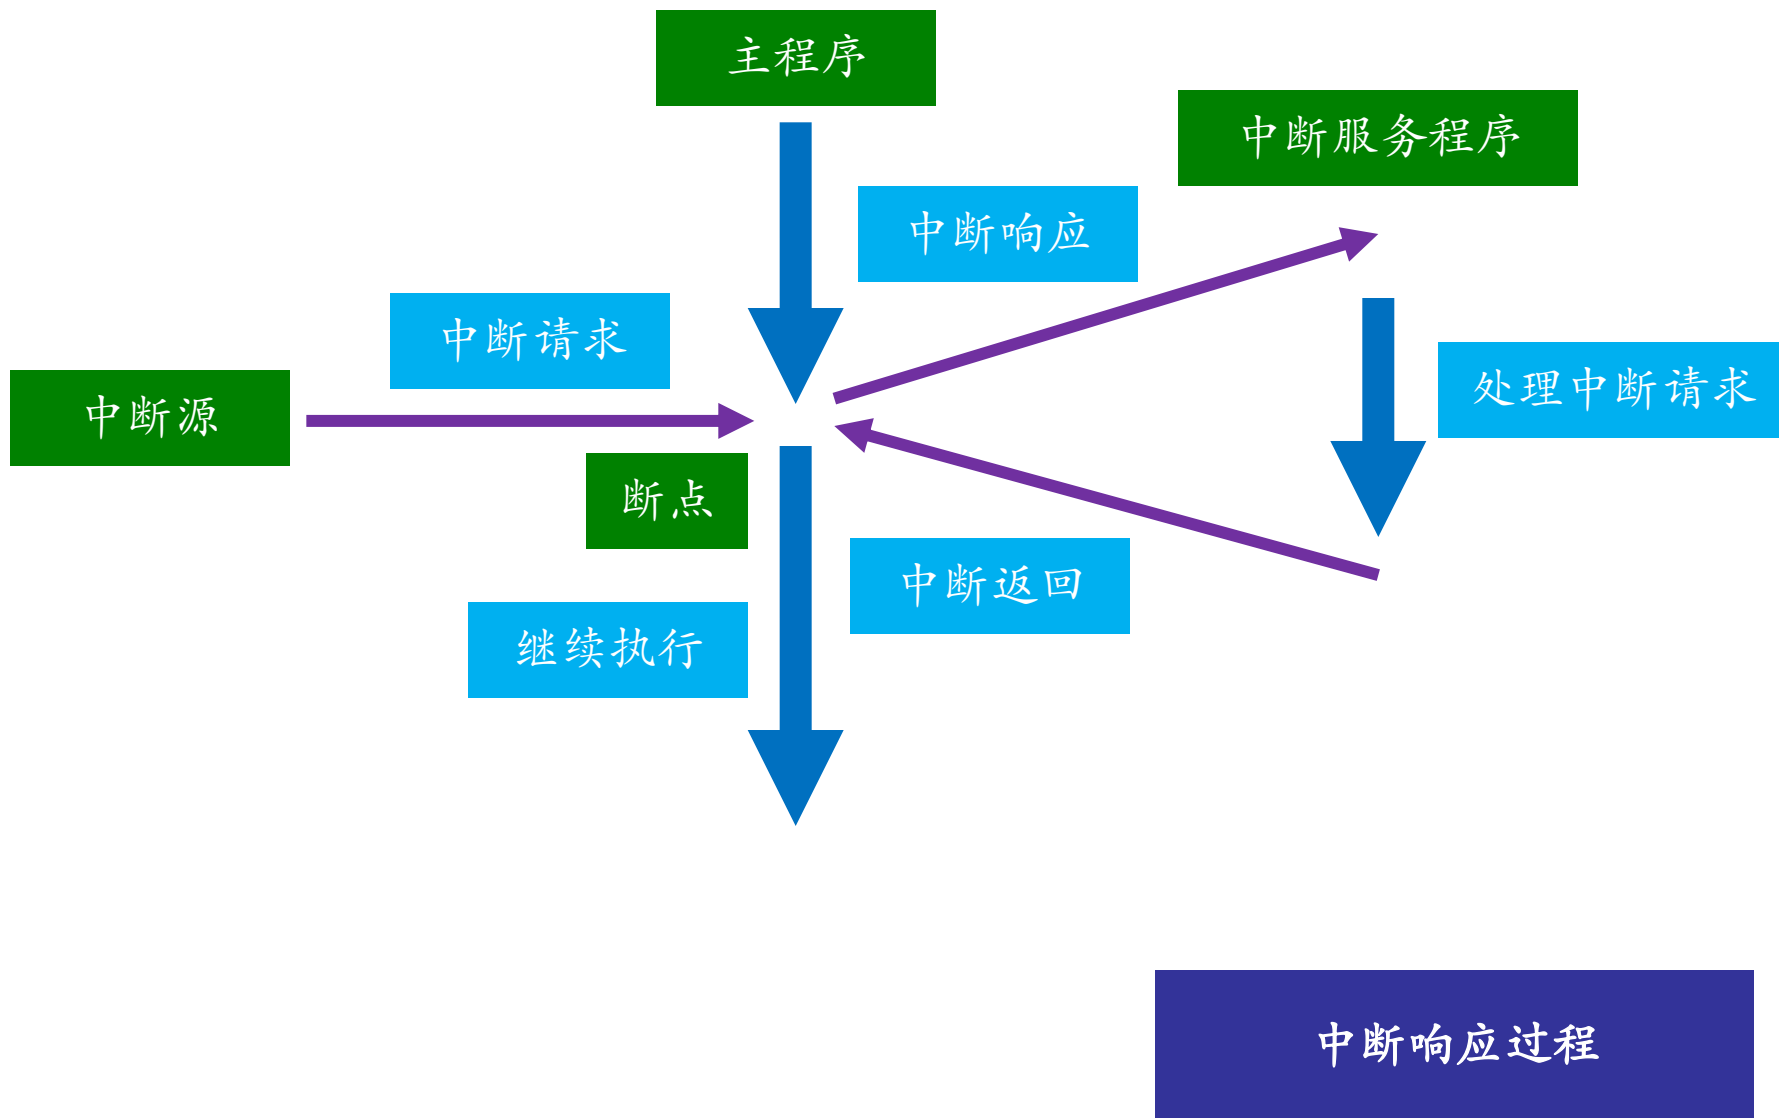 主程序
中断服务程序
中断响应
中断请求
处理中断请求
中断源
断点
中断返回
继续执行
中断响应过程